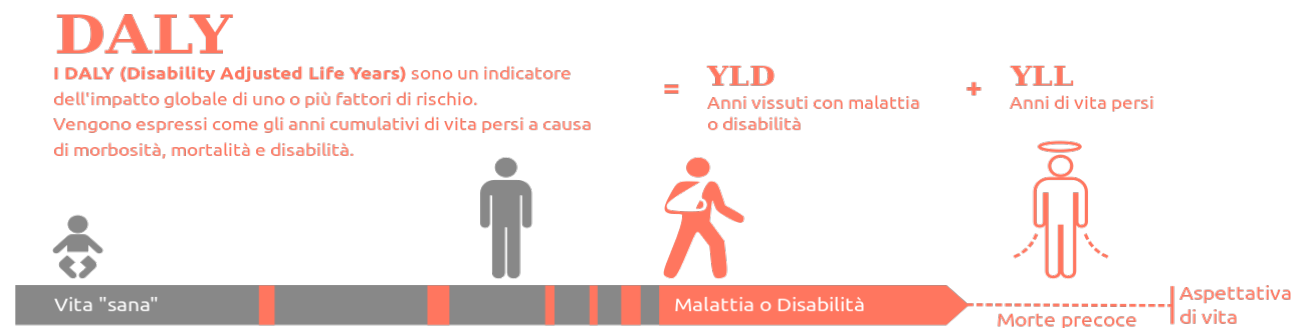 DALY
I DALY (Disability Adjusted Life Years) sono un indicatore
dell'impatto globale di uno o più fattori di rischio.
Vengono espressi come gli anni cumulativi di vita persi a causa
di morbosità, mortalità e disabilità.
=
YLD
Anni vissuti con malattia
o disabilità
+
YLL
Anni di vita persi
Vita "sana"
Malattia o Disabilità
Morte precoce
Aspettativa
di vita